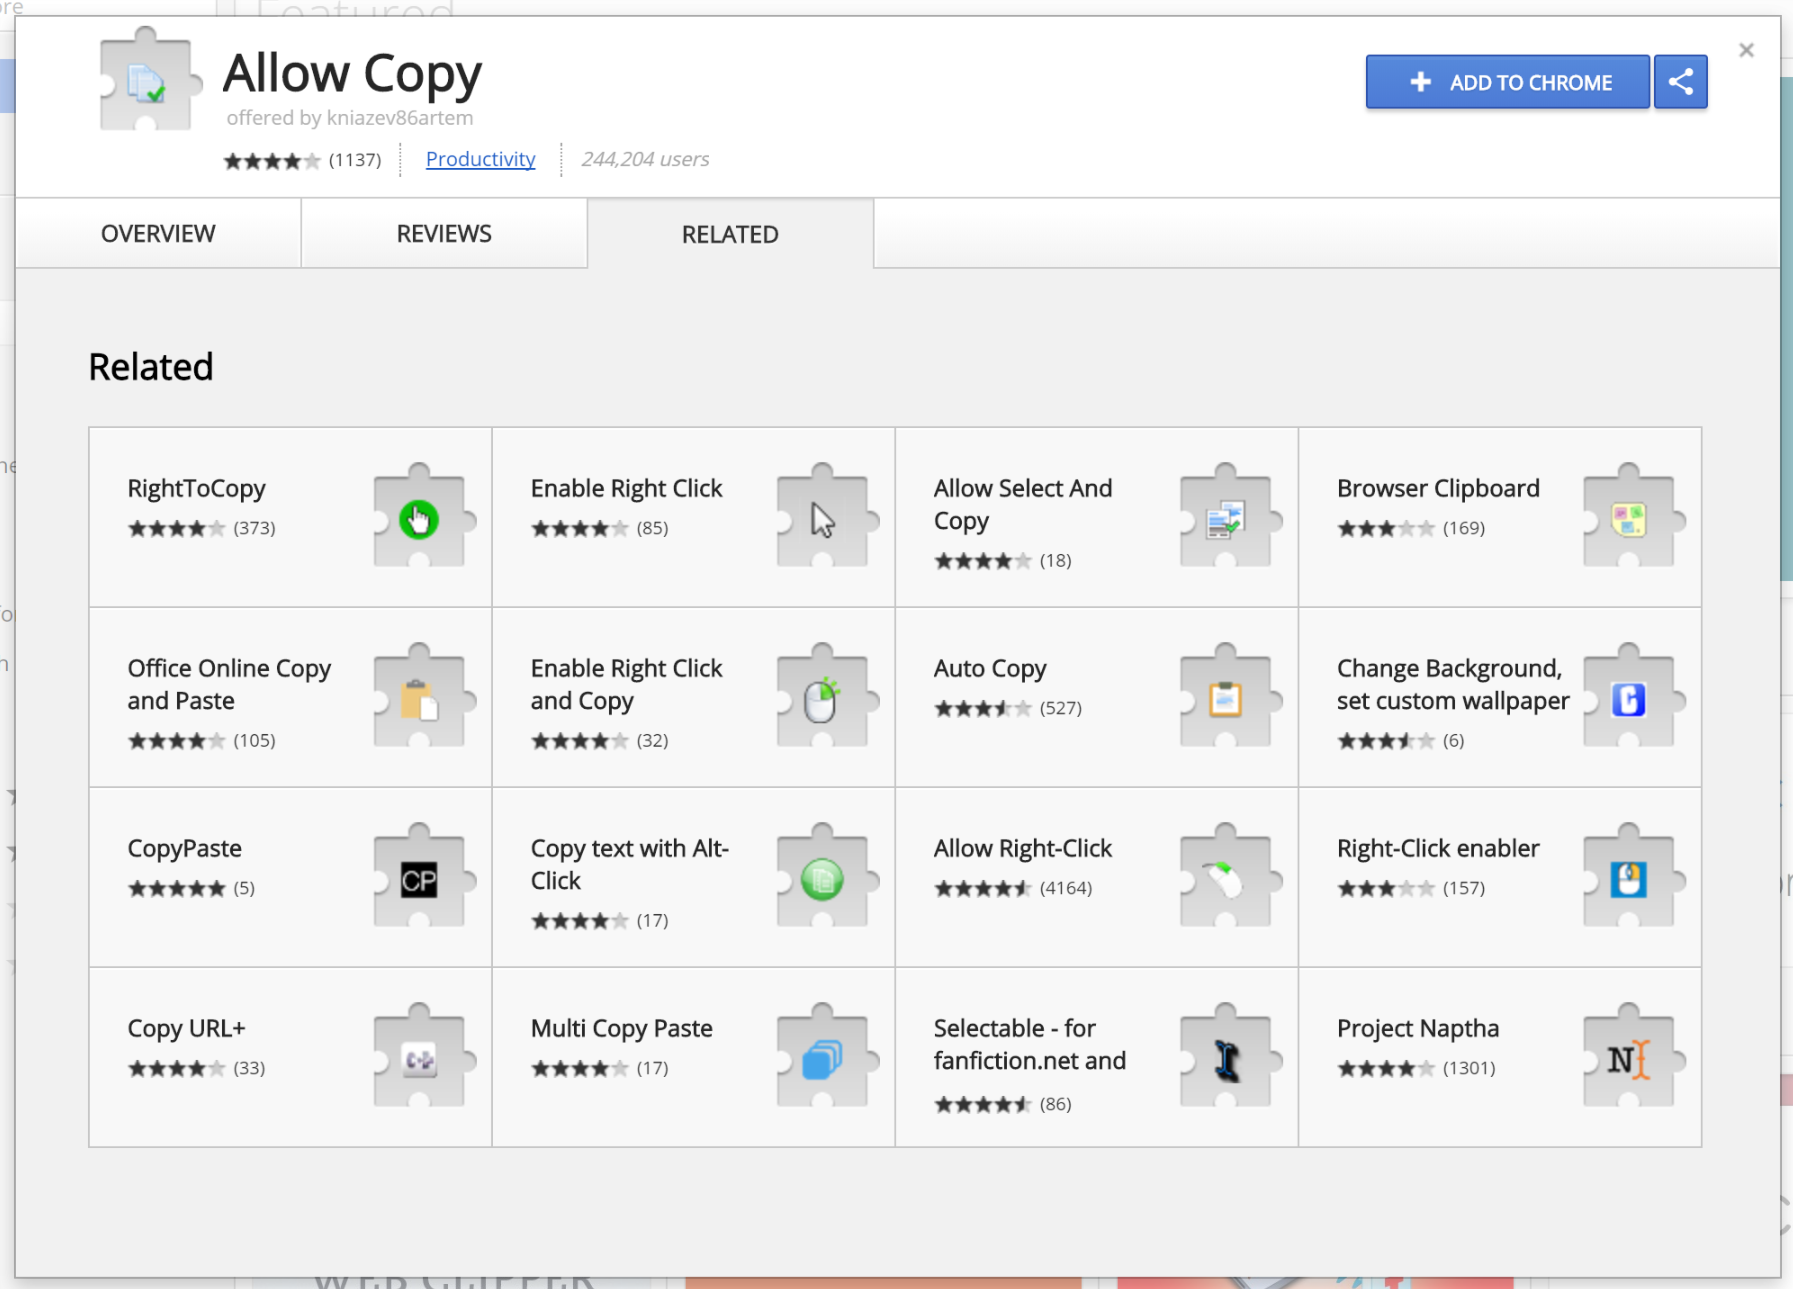 Featured
Allow Copy
offered by kniazev86artem
(1137)
Productivity
244,204 users
ADD TO CHROME
OVERVIEW
REVIEWS
RELATED
Related
RightToCopy
(373)
Enable Right Click
(85)
Allow Select And
Copy
(18)
Browser Clipboard
(169)
Office Online Copy
and Paste
(105)
Enable Right Click
and Copy
(32)
Auto Copy
(527)
Change Background,
set custom wallpaper
(6)
CopyPaste
(5)
CP
Copy text with Alt-
Click
(17)
Allow Right-Click
(4164)
Right-Click enabler
(157)
Copy URL+
(33)
Multi Copy Paste
(17)
Selectable - for
fanfiction.net and
(86)
Project Naptha
(1301)
WEB CLIPPER